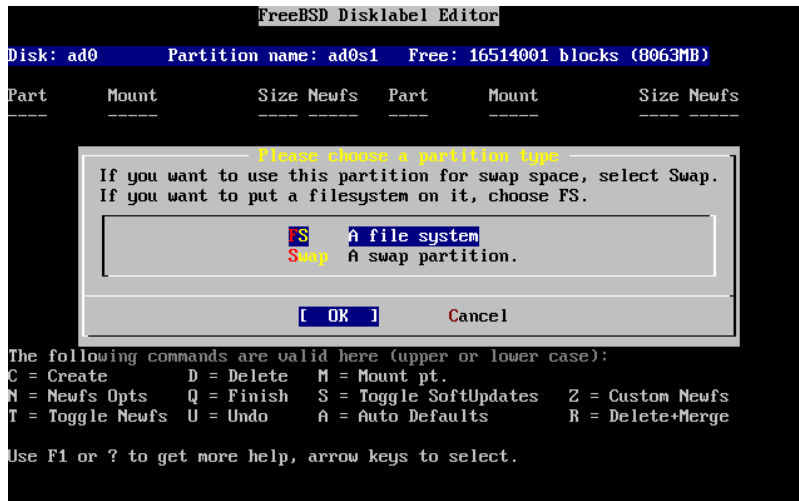 FreeBSD Disklabel Editor
Disk: ad0 Partition name: ad0s1 Free: 16514001 blocks (8063MB)
Part Mount Size Newfs Part Mount Size Newfs
---- ----- ---- ----- ---- ----- ---- -----
Please choose a partition type
If you want to use this partition for swap space, select Swap.
If you want to put a filesystem on it, choose FS.
FS A file system
Swap A swap partition.
[ OK ] Cancel
The following commands are valid here (upper or lower case):
C = Create D = Delete M = Mount pt.
N = Newfs Opts Q = Finish S = Toggle SoftUpdates Z = Custom Newfs
T = Toggle Newfs U = Undo A = Auto Defaults R = Delete+Merge
Use F1 or ? to get more help, arrow keys to select.